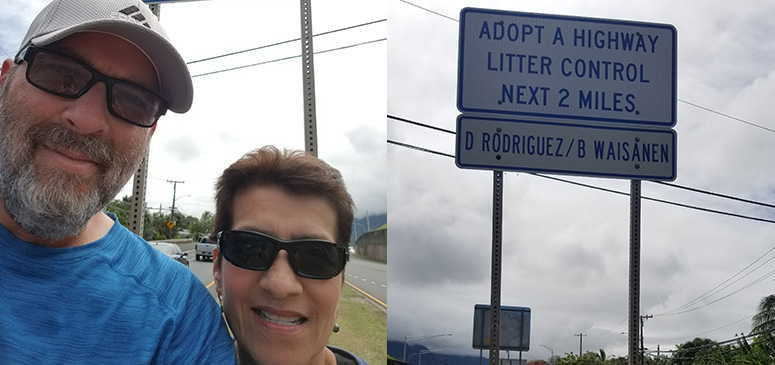 ADOPT A HIGHWAY
LITTER CONTROL
NEXT 2 MILES
D RODRIGUEZ/B WAISANEN